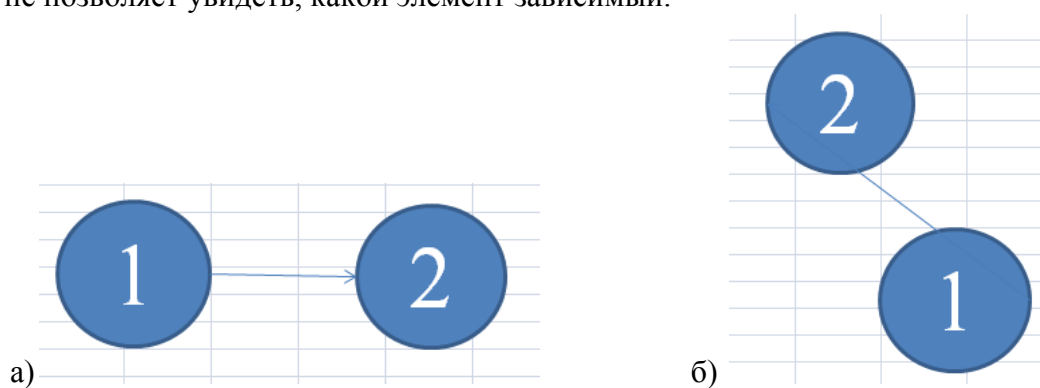 не позволяет увидеть, какой элемент зависимый.
2
1 2
1
а) б)